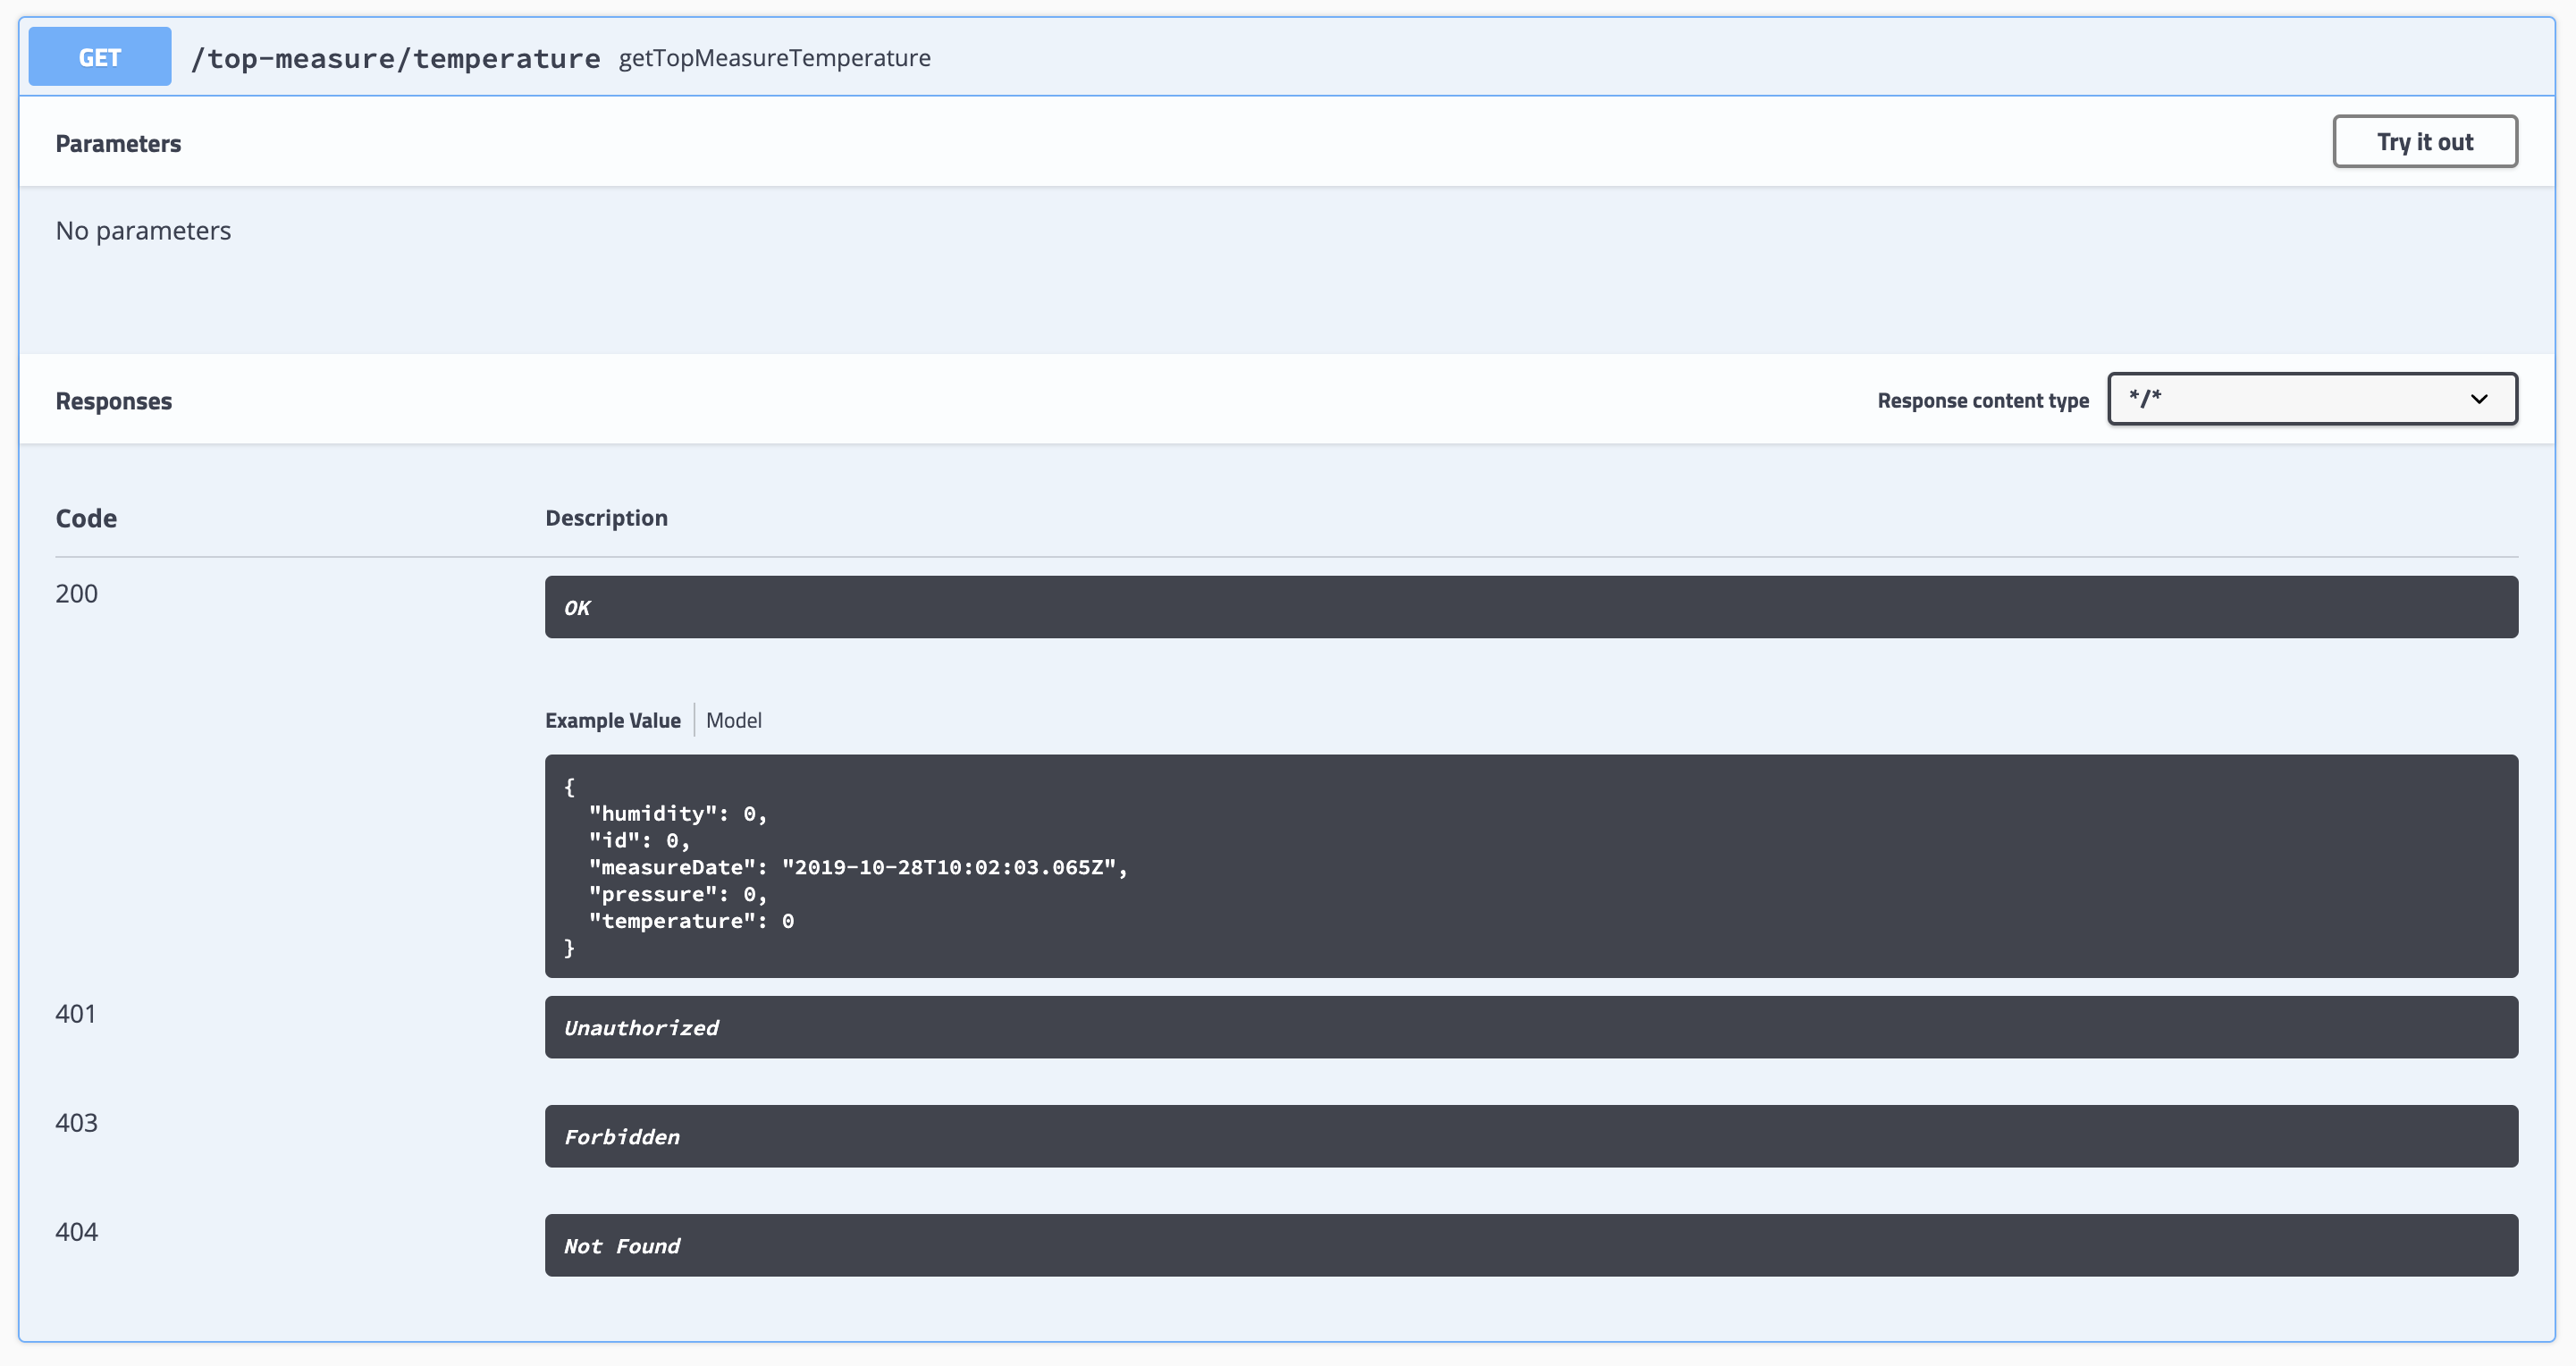 GET /top-measure/temperature getTopMeasureTemperature
Parameters
Try it out
No parameters
Responses
Response content type */*
Code Description
200 OK
Example Value Model
{
  "humidity": 0,
  "id": 0,
  "measureDate": "2019-10-28T10:02:03.065Z",
  "pressure": 0,
  "temperature": 0
}
401 Unauthorized
403 Forbidden
404 Not Found